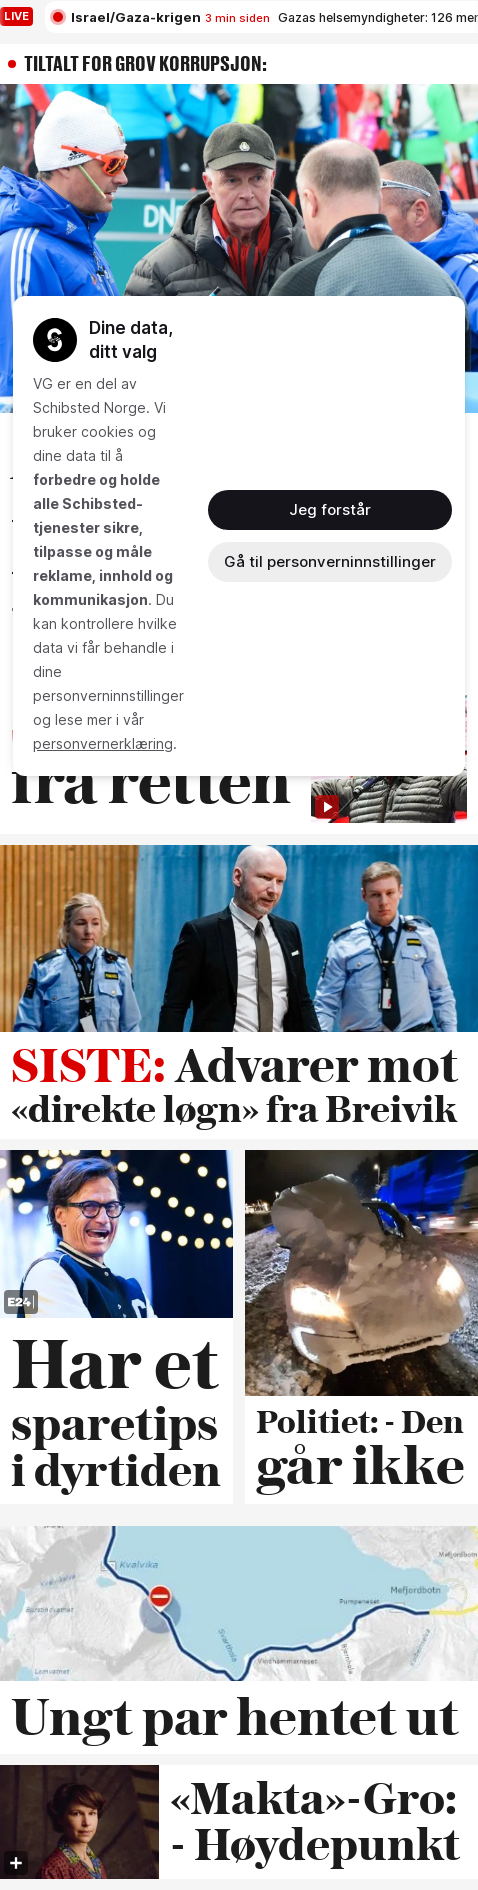 LIVE
Israel/Gaza-krigen 3 min siden Gazas helsemyndigheter: 126
TILTALT FOR GROV KORRUPSJON:
Dine data,
ditt valg
VG er en del av
Schibsted Norge. Vi
bruker cookies og
dine data til å
forbedre og holde
alle Schibsted-
tjenester sikre,
tilpasse og måle
reklame, innhold og
kommunikasjon. Du
kan kontrollere hvilke
data vi får behandle i
dine
personverninnstillinger
og lese mer i vår
personvernerklæring.
Jeg forstår
Gå til personverninnstillinger
fra retten
SISTE: Advarer mot
«direkte løgn» fra Breivik
E24
Har et
sparetips
i dyrtiden
Politiet: - Den
går ikke
Kvalvika
Mefjordbotn
Mefjordbotn
Svarthola
Ungt par hentet ut
«Makta»-Gro:
- Høydepunkt